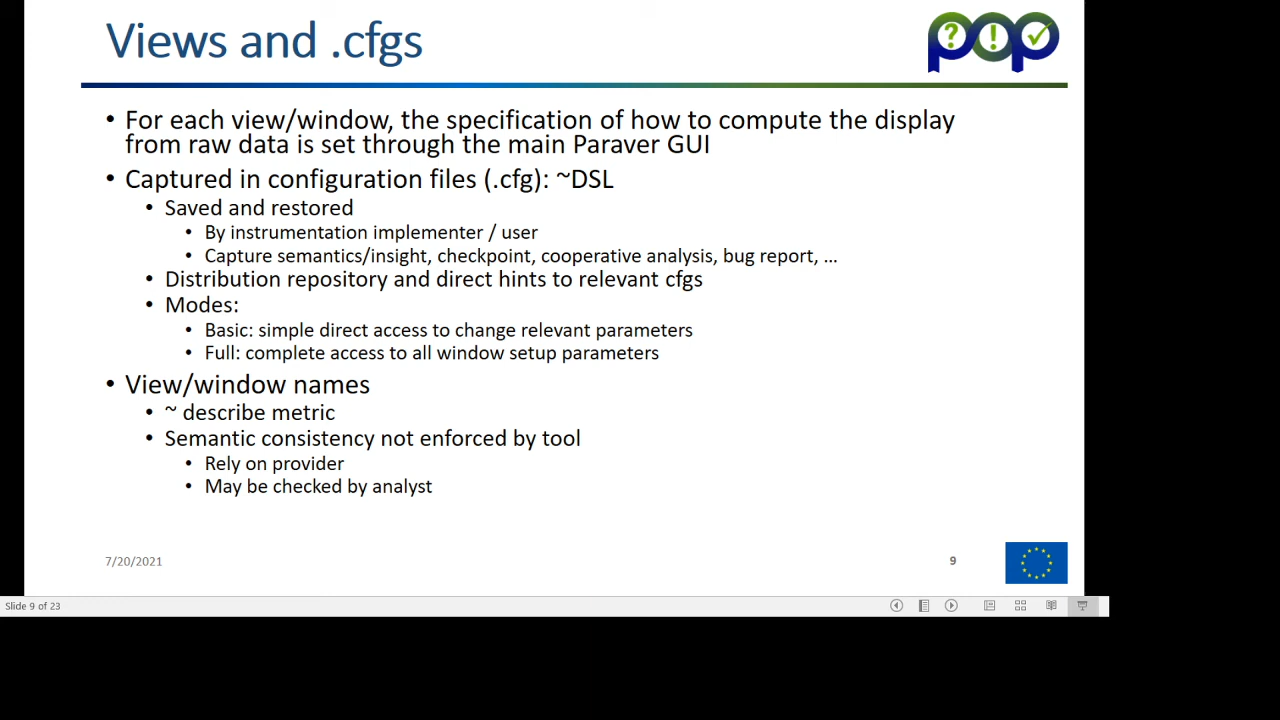 Views and .cfgs
pop
• For each view/window, the specification of how to compute the display
from raw data is set through the main Paraver GUI
• Captured in configuration files (.cfg): ~DSL
• Saved and restored
• By instrumentation implementer / user
• Capture semantics/insight, checkpoint, cooperative analysis, bug report, ...
• Distribution repository and direct hints to relevant cfgs
• Modes:
• Basic: simple direct access to change relevant parameters
• Full: complete access to all window setup parameters
• View/window names
• ~ describe metric
• Semantic consistency not enforced by tool
• Rely on provider
• May be checked by analyst
7/20/2021
9
Slide 9 of 23